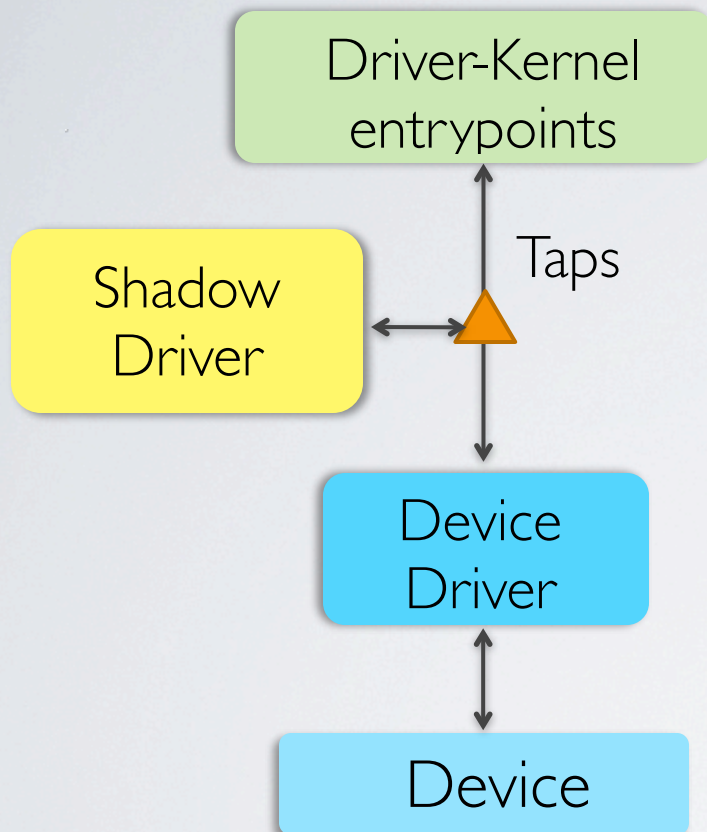 Driver-Kernel
entrypoints
Taps
Shadow
Driver
Device
Driver
Device